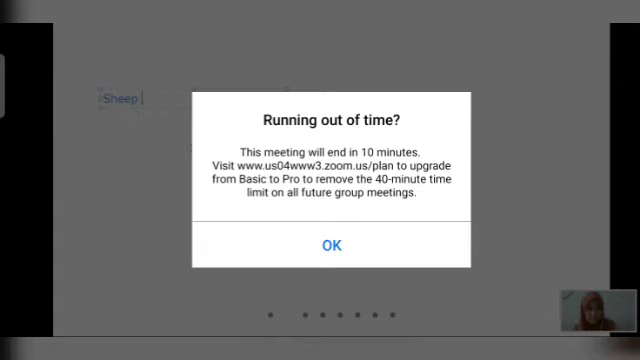 Sheep
Running out of time?
This meeting will end in 10 minutes.
Visit www.us04www3.zoom.us/plan to upgrade
from Basic to Pro to remove the 40-minute time
limit on all future group meetings.
OK